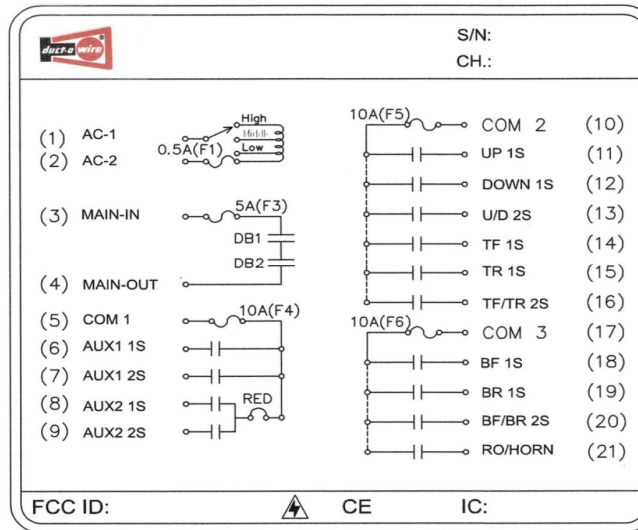 duct-o wire
S/N:
CH.:
(1) AC-1
(2) AC-2
0.5A(F1)
High
Middle
Low
(3) MAIN-IN
5A(F3)
DB1
DB2
(4) MAIN-OUT
(5) COM 1
10A(F4)
(6) AUX1 1S
(7) AUX1 2S
(8) AUX2 1S
RED
(9) AUX2 2S
10A(F5)
COM 2 (10)
UP 1S (11)
DOWN 1S (12)
U/D 2S (13)
TF 1S (14)
TR 1S (15)
TF/TR 2S (16)
10A(F6)
COM 3 (17)
BF 1S (18)
BR 1S (19)
BF/BR 2S (20)
RO/HORN (21)
FCC ID: CE IC: